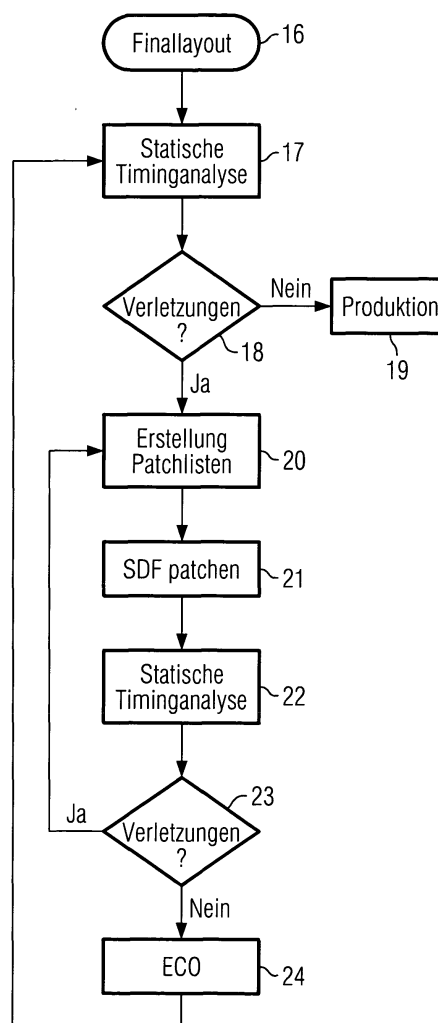 Finallayout
16
Statische
Timinganalyse
17
Verletzungen
?
18
Nein
Produktion
19
Ja
Erstellung
Patchlisten
20
SDF patchen
21
Statische
Timinganalyse
22
23
Ja
Verletzungen
?
Nein
ECO
24